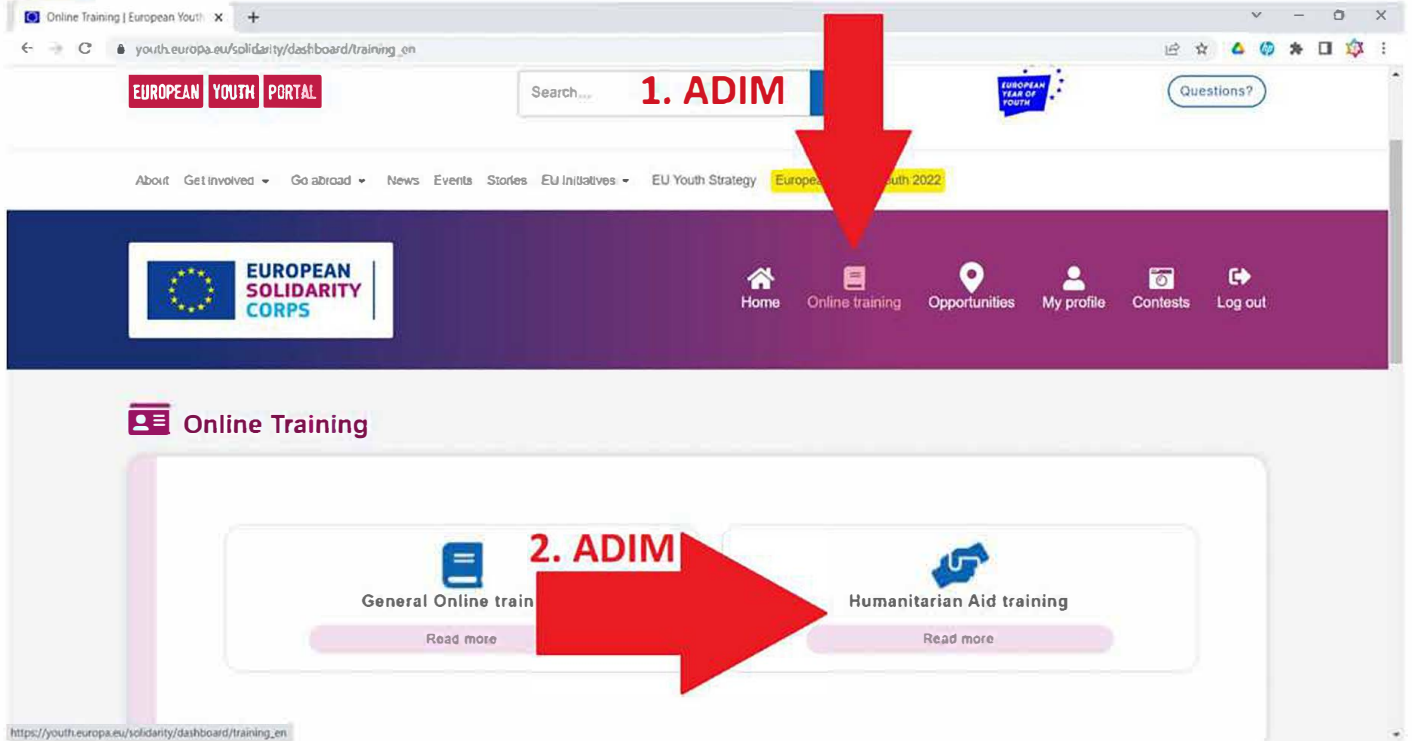 Online Training | European Youth
youth.europa.eu/solidarity/dashboard/training_en
EUROPEAN YOUTH PORTAL
Search...
1. ADIM
EUROPEAN
YEAR OF
YOUTH
Questions?
About Get involved Go abroad News Events Stories EU Initiatives EU Youth Strategy 2022
EUROPEAN
SOLIDARITY
CORPS
Home Online training Opportunities My profile Contests Log out
Online Training
2. ADIM
General Online
Read more
Humanitarian Aid training
Read more
https://youth.europa.eu/solidarity/dashboard/training_en